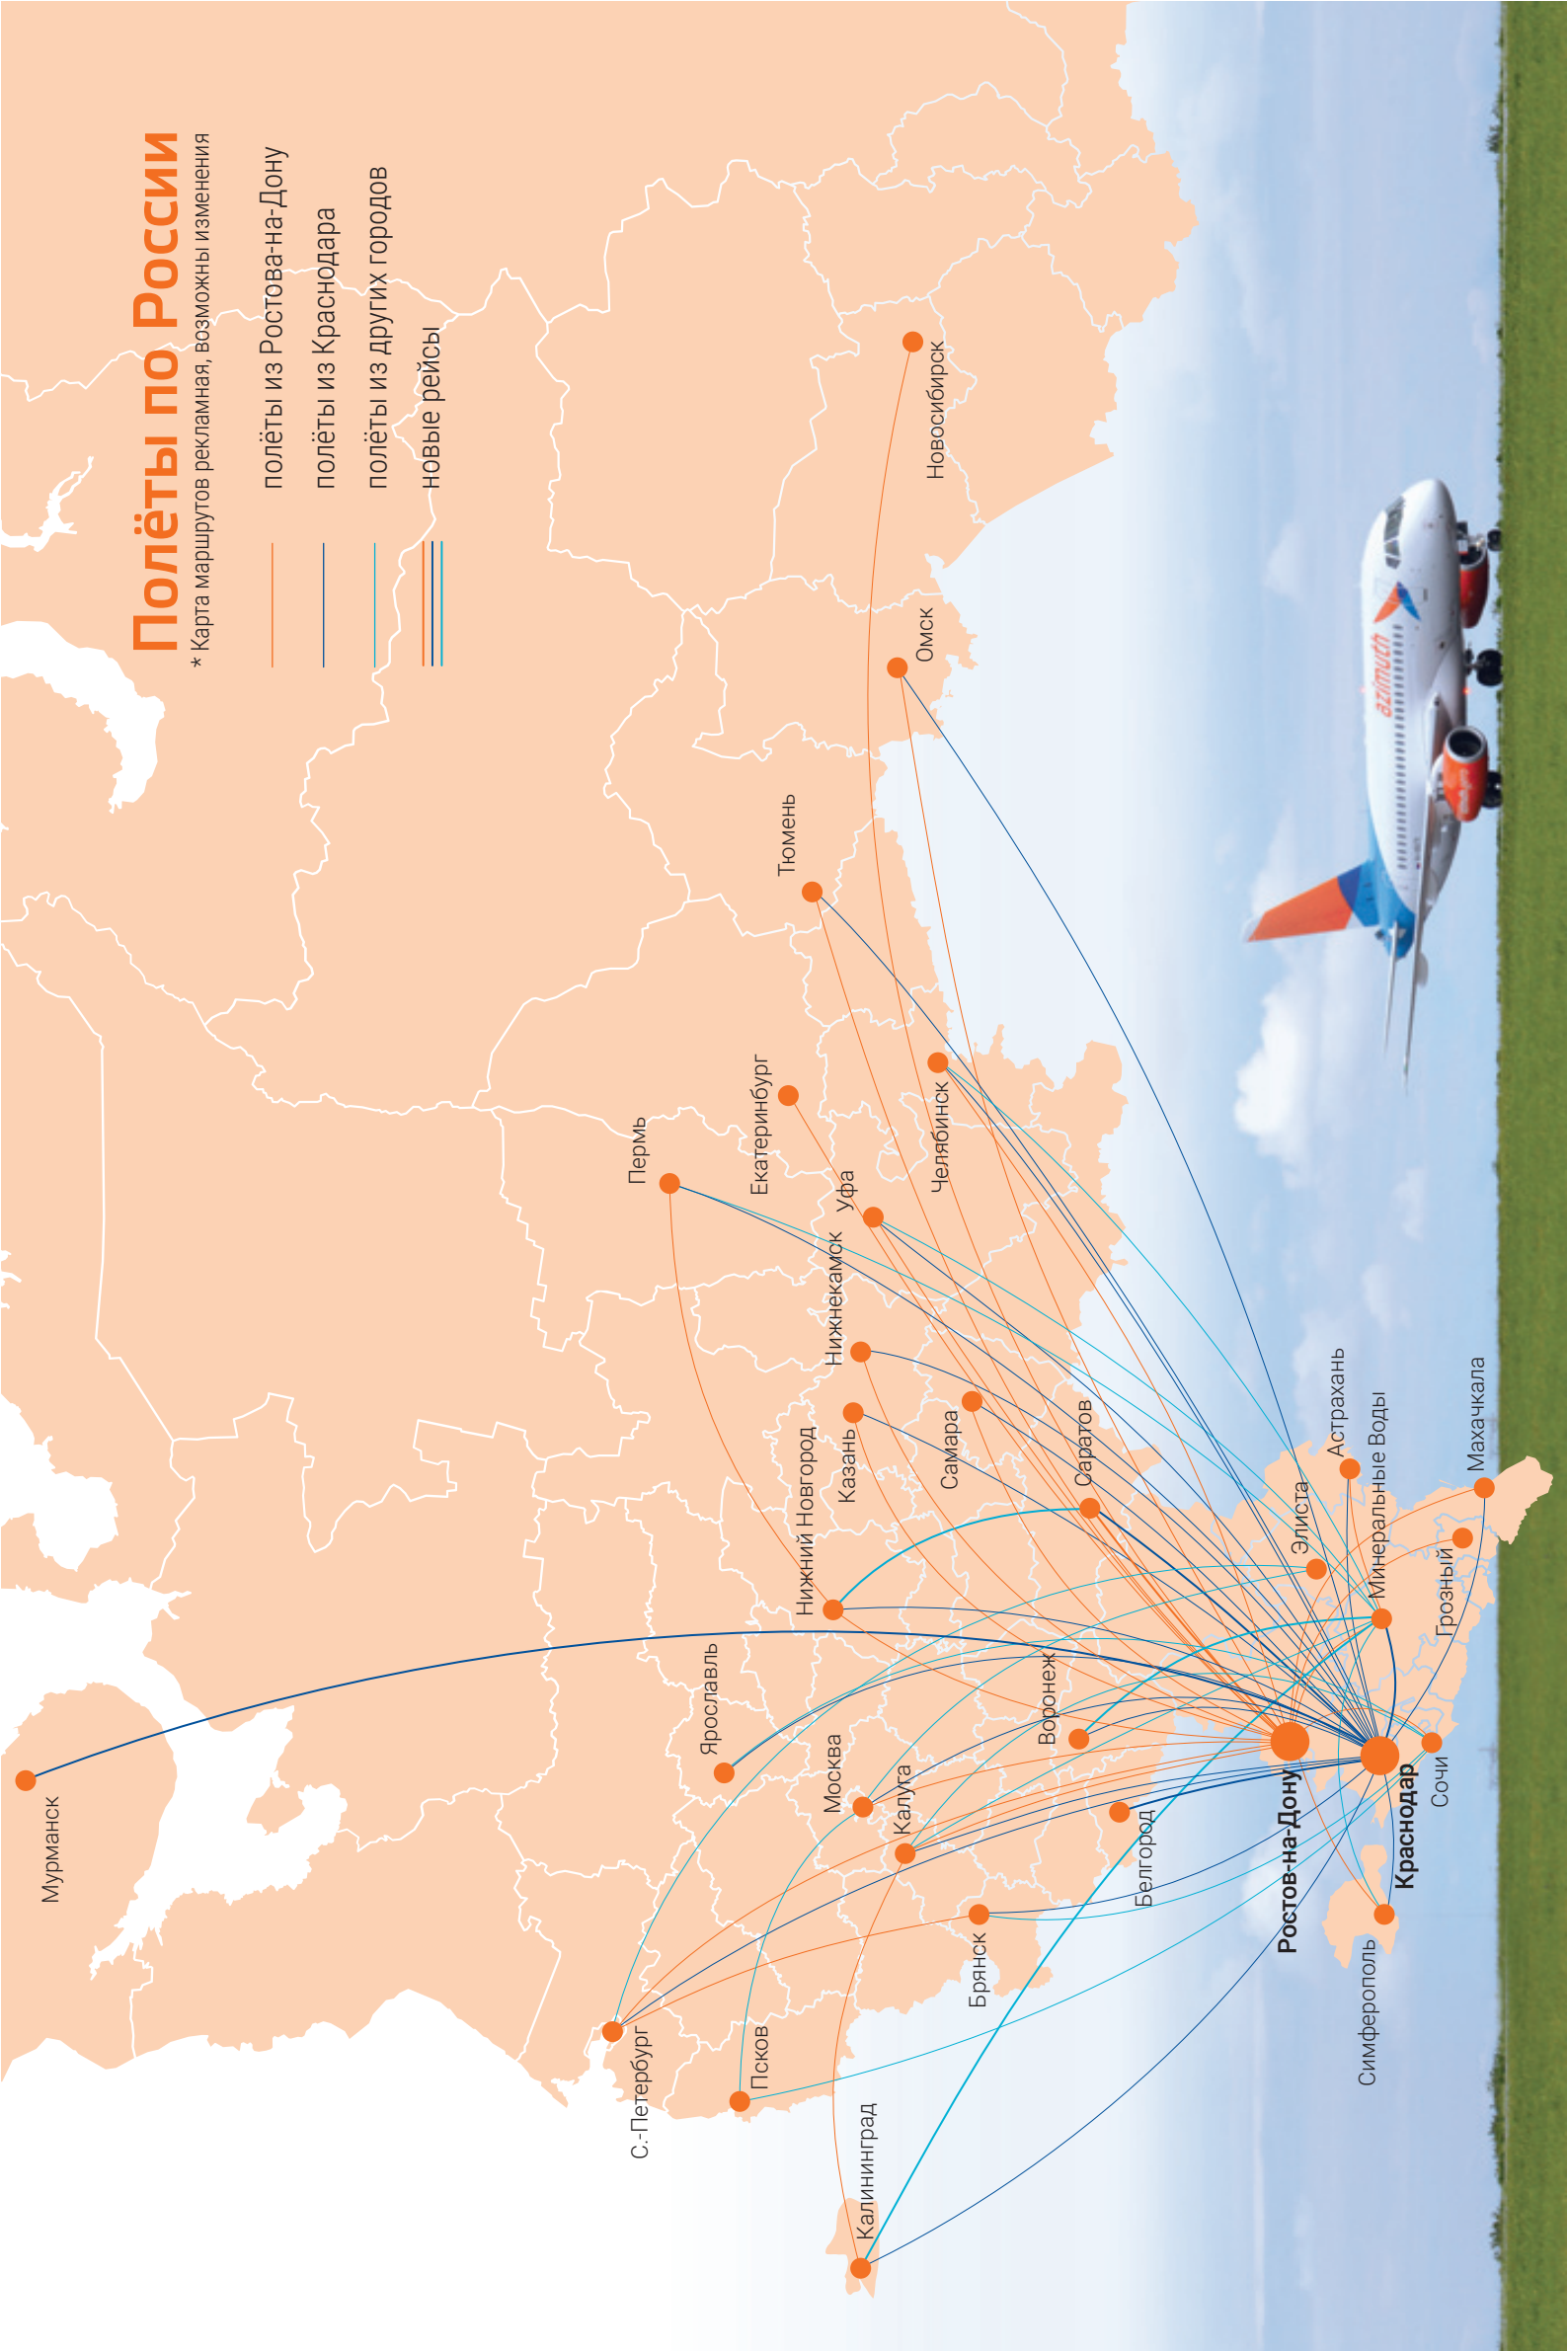 Полёты по России
* Карта маршрутов рекламная, возможны изменения
полёты из Ростова-на-Дону
полёты из Краснодара
полёты из других городов
новые рейсы
Мурманск
С.-Петербург
Псков
Калининград
Ярославль
Москва
Калуга
Брянск
Нижний Новгород
Воронеж
Белгород
Пермь
Екатеринбург
Тюмень
Омск
Новосибирск
Уфа
Челябинск
Нижнекамск
Казань
Самара
Саратов
Элиста
Астрахань
Минеральные Воды
Грозный
Махачкала
Ростов-на-Дону
Краснодар
Сочи
Симферополь
azimuth